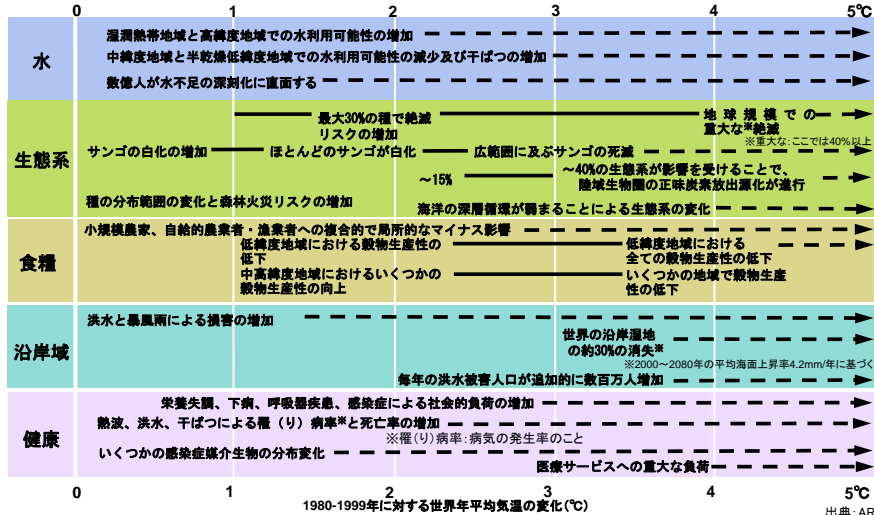 0 1 2 3 4 5℃
水
湿潤熱帯地域と高緯度地域での水利用可能性の増加
中緯度地域と半乾燥低緯度地域での水利用可能性の減少及び干ばつの増加
数億人が水不足の深刻化に直面する
生態系
最大30%の種で絶滅
リスクの増加
地球規模での
重大な※絶滅
※重大な：ここでは40%以上
サンゴの白化の増加
ほとんどのサンゴが白化
広範囲に及ぶサンゴの死滅
～15%
～40%の生態系が影響を受けることで、
陸域生物圏の正味炭素放出源化が進行
種の分布範囲の変化と森林火災リスクの増加
海洋の深層循環が弱まることによる生態系の変化
食糧
小規模農家、自給的農業者・漁業者への複合的で局所的なマイナス影響
低緯度地域における穀物生産性の
低下
低緯度地域における
全ての穀物生産性の低下
中高緯度地域におけるいくつかの
穀物生産性の向上
いくつかの地域で穀物生産
性の低下
沿岸域
洪水と暴風雨による損害の増加
世界の沿岸湿地
の約30%の消失※
※2000～2080年の平均海面上昇率4.2mm/年に基づく
毎年の洪水被害人口が追加的に数百万人増加
健康
栄養失調、下痢、呼吸器疾患、感染症による社会的負荷の増加
熱波、洪水、干ばつによる罹（り）病率※と死亡率の増加
※罹（り）病率：病気の発生率のこと
いくつかの感染症媒介生物の分布変化
医療サービスへの重大な負荷
0 1 2 3 4 5℃
1980-1999年に対する世界年平均気温の変化(℃)
出典：AR